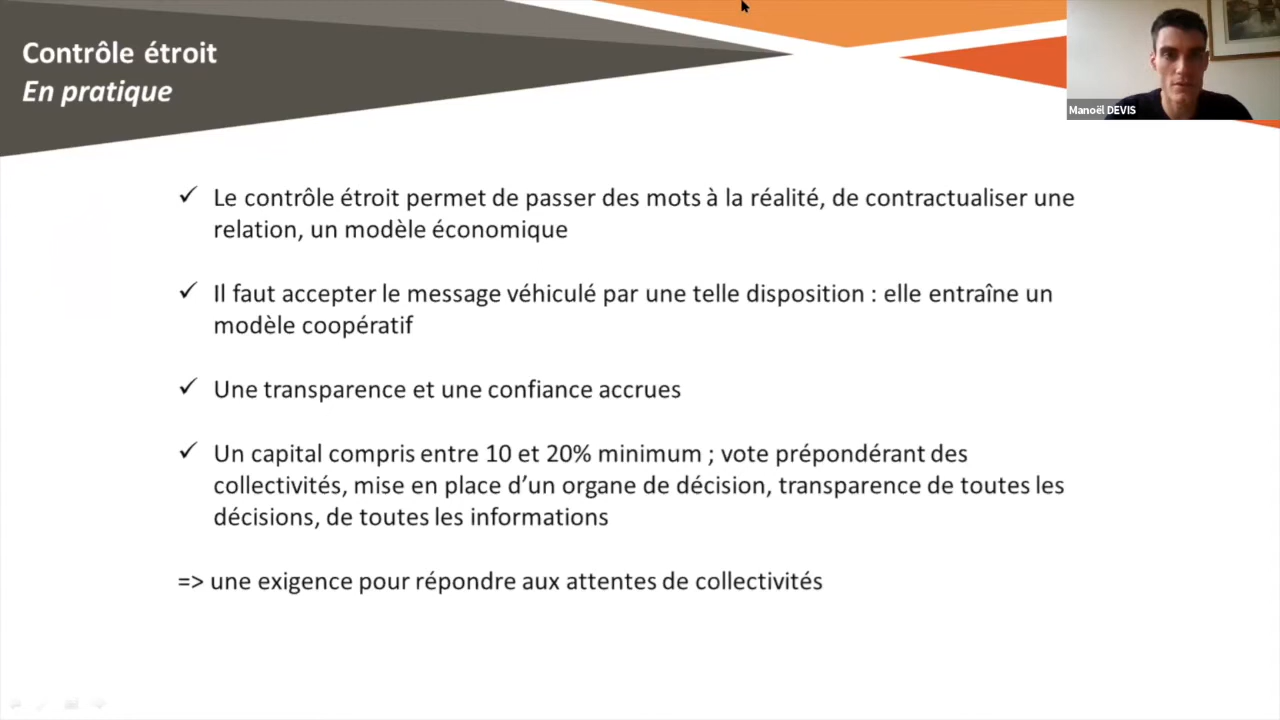 Contrôle étroit
En pratique
Manoël DEVIS
✓ Le contrôle étroit permet de passer des mots à la réalité, de contractualiser une
relation, un modèle économique
✓ Il faut accepter le message véhiculé par une telle disposition : elle entraîne un
modèle coopératif
✓ Une transparence et une confiance accrues
✓ Un capital compris entre 10 et 20% minimum ; vote prépondérant des
collectivités, mise en place d’un organe de décision, transparence de toutes les
décisions, de toutes les informations
=> une exigence pour répondre aux attentes de collectivités